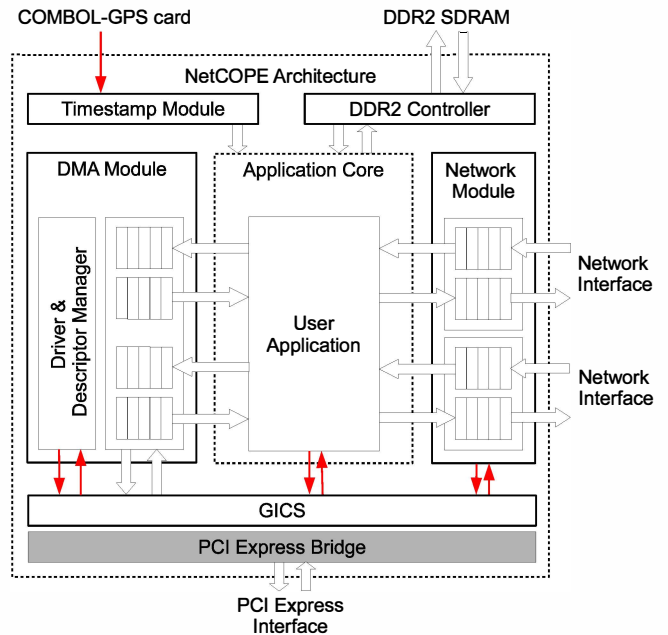 COMBOL-GPS card
DDR2 SDRAM
NetCOPE Architecture
Timestamp Module
DDR2 Controller
DMA Module
Application Core
Network
Module
Driver &
Descriptor Manager
User
Application
Network
Interface
Network
Interface
GICS
PCI Express Bridge
PCI Express
Interface